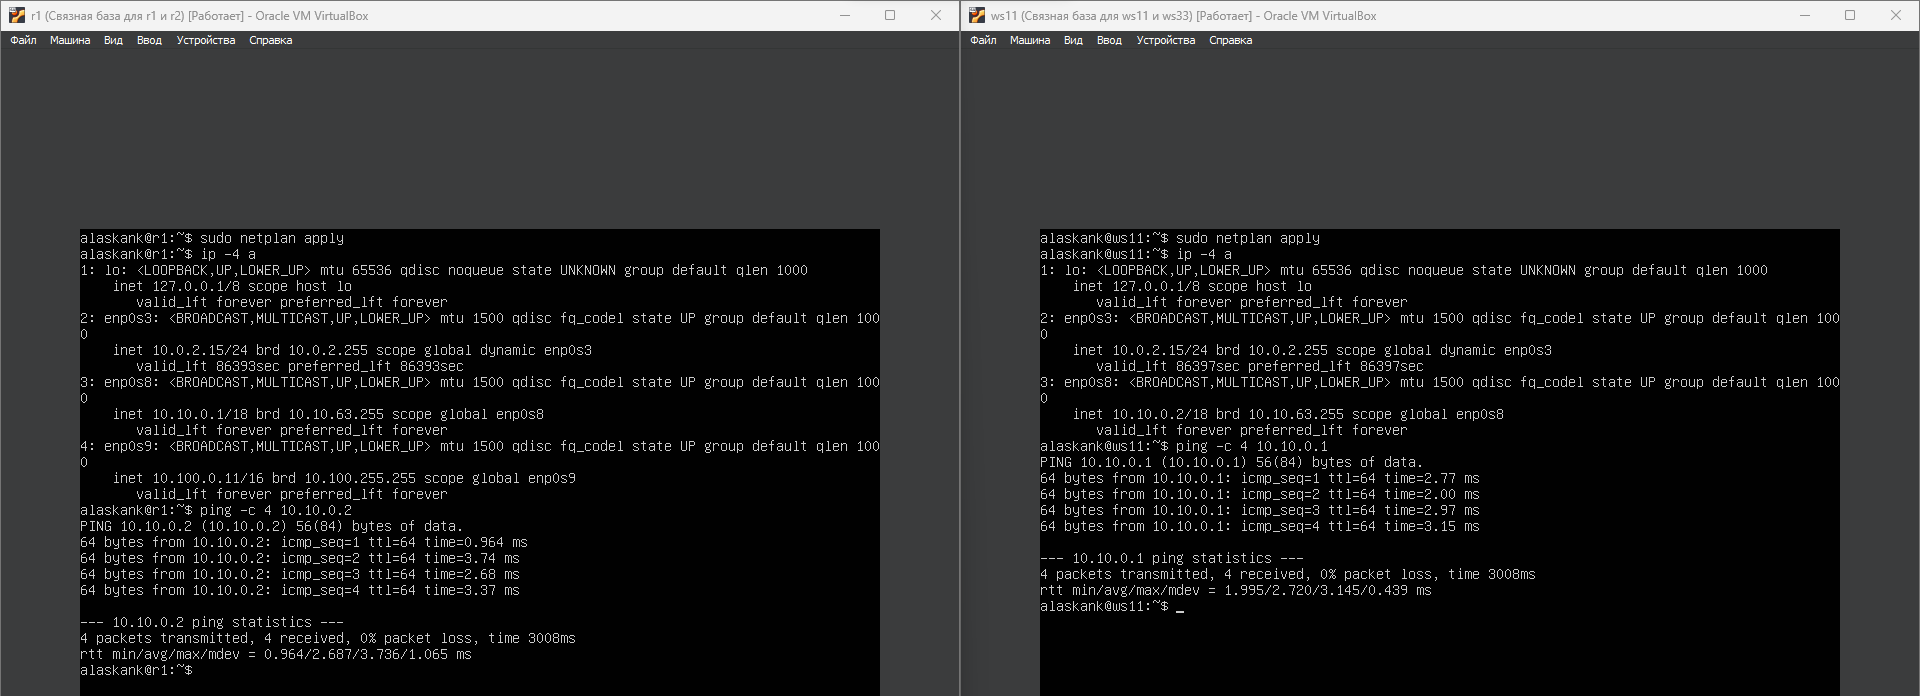 r1 (Связная база для r1 и r2) [Работает] - Oracle VM VirtualBox
Файл Машина Вид Ввод Устройства Справка
alaskank@r1:~$ sudo netplan apply
alaskank@r1:~$ ip -4 a
1: lo: <LOOPBACK,UP,LOWER_UP> mtu 65536 qdisc noqueue state UNKNOWN group default qlen 1000
    inet 127.0.0.1/8 scope host lo
       valid_lft forever preferred_lft forever
2: enp0s3: <BROADCAST,MULTICAST,UP,LOWER_UP> mtu 1500 qdisc fq_codel state UP group default qlen 100
0
    inet 10.0.2.15/24 brd 10.0.2.255 scope global dynamic enp0s3
       valid_lft 86393sec preferred_lft 86393sec
3: enp0s8: <BROADCAST,MULTICAST,UP,LOWER_UP> mtu 1500 qdisc fq_codel state UP group default qlen 100
0
    inet 10.10.0.1/18 brd 10.10.63.255 scope global enp0s8
       valid_lft forever preferred_lft forever
4: enp0s9: <BROADCAST,MULTICAST,UP,LOWER_UP> mtu 1500 qdisc fq_codel state UP group default qlen 100
0
    inet 10.100.0.11/16 brd 10.100.255.255 scope global enp0s9
       valid_lft forever preferred_lft forever
alaskank@r1:~$ ping -c 4 10.10.0.2
PING 10.10.0.2 (10.10.0.2) 56(84) bytes of data.
64 bytes from 10.10.0.2: icmp_seq=1 ttl=64 time=0.964 ms
64 bytes from 10.10.0.2: icmp_seq=2 ttl=64 time=3.74 ms
64 bytes from 10.10.0.2: icmp_seq=3 ttl=64 time=2.68 ms
64 bytes from 10.10.0.2: icmp_seq=4 ttl=64 time=3.37 ms
--- 10.10.0.2 ping statistics ---
4 packets transmitted, 4 received, 0% packet loss, time 3008ms
rtt min/avg/max/mdev = 0.964/2.687/3.736/1.065 ms
alaskank@r1:~$
ws11 (Связная база для ws11 и ws33) [Работает] - Oracle VM VirtualBox
Файл Машина Вид Ввод Устройства Справка
alaskank@ws11:~$ sudo netplan apply
alaskank@ws11:~$ ip -4 a
1: lo: <LOOPBACK,UP,LOWER_UP> mtu 65536 qdisc noqueue state UNKNOWN group default qlen 1000
    inet 127.0.0.1/8 scope host lo
       valid_lft forever preferred_lft forever
2: enp0s3: <BROADCAST,MULTICAST,UP,LOWER_UP> mtu 1500 qdisc fq_codel state UP group default qlen 100
0
    inet 10.0.2.15/24 brd 10.0.2.255 scope global dynamic enp0s3
       valid_lft 86397sec preferred_lft 86397sec
3: enp0s8: <BROADCAST,MULTICAST,UP,LOWER_UP> mtu 1500 qdisc fq_codel state UP group default qlen 100
0
    inet 10.10.0.2/18 brd 10.10.63.255 scope global enp0s8
       valid_lft forever preferred_lft forever
alaskank@ws11:~$ ping -c 4 10.10.0.1
PING 10.10.0.1 (10.10.0.1) 56(84) bytes of data.
64 bytes from 10.10.0.1: icmp_seq=1 ttl=64 time=2.77 ms
64 bytes from 10.10.0.1: icmp_seq=2 ttl=64 time=2.00 ms
64 bytes from 10.10.0.1: icmp_seq=3 ttl=64 time=2.97 ms
64 bytes from 10.10.0.1: icmp_seq=4 ttl=64 time=3.15 ms
--- 10.10.0.1 ping statistics ---
4 packets transmitted, 4 received, 0% packet loss, time 3008ms
rtt min/avg/max/mdev = 1.995/2.720/3.145/0.439 ms
alaskank@ws11:~$ _